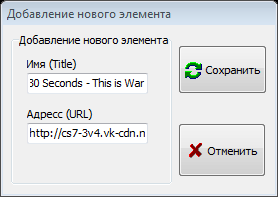 Добавление нового элемента
Добавление нового элемента
Имя (Title)
30 Seconds - This is War
Сохранить
Адресс (URL)
http://cs7-3v4.vk-cdn.n
Отменить